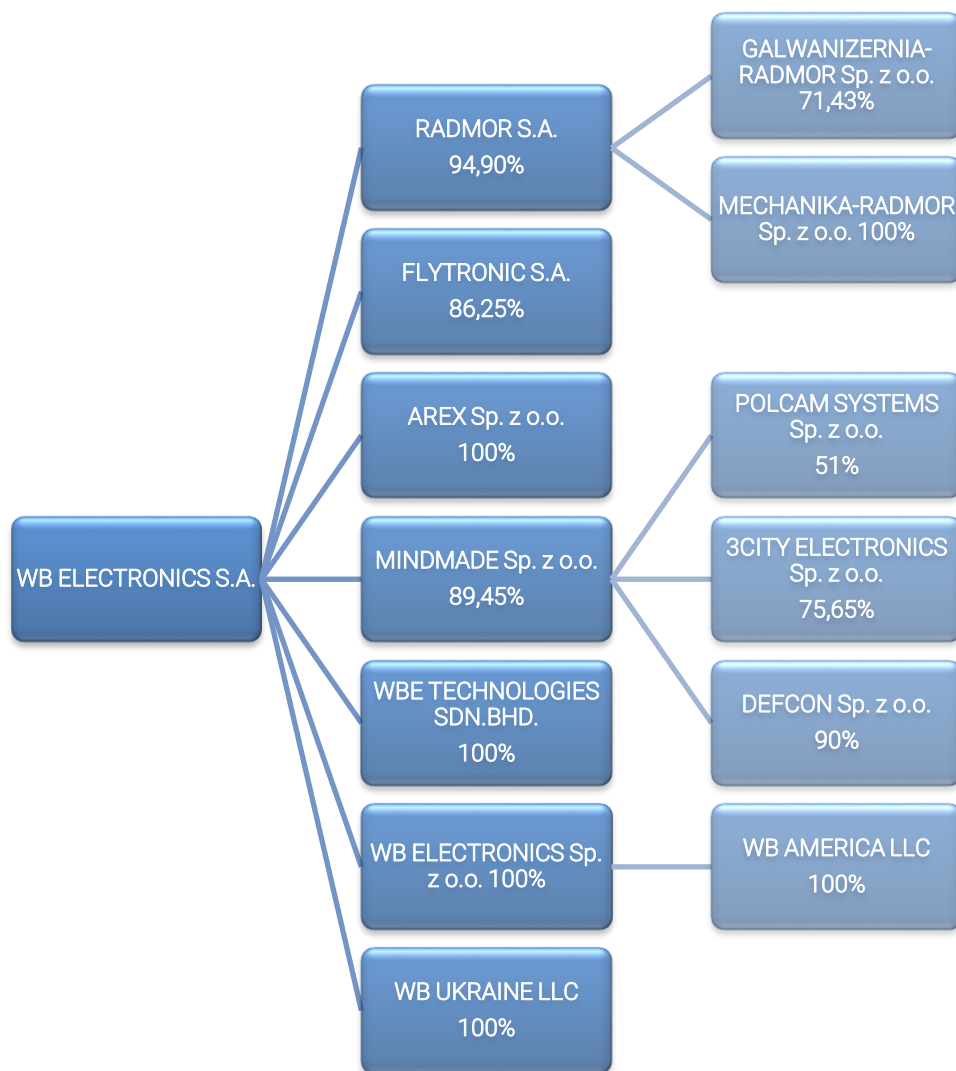 WB ELECTRONICS S.A.
RADMOR S.A.
94,90%
GALWANIZERNIA-
RADMOR Sp. z o.o.
71,43%
MECHANIKA-RADMOR
Sp. z o.o. 100%
FLYTRONIC S.A.
86,25%
AREX Sp. z o.o.
100%
MINDMADE Sp. z o.o.
89,45%
POLCAM SYSTEMS
Sp. z o.o.
51%
3CITY ELECTRONICS
Sp. z o.o.
75,65%
DEFCON Sp. z o.o.
90%
WBE TECHNOLOGIES
SDN.BHD.
100%
WB ELECTRONICS Sp.
z o.o. 100%
WB AMERICA LLC
100%
WB UKRAINE LLC
100%